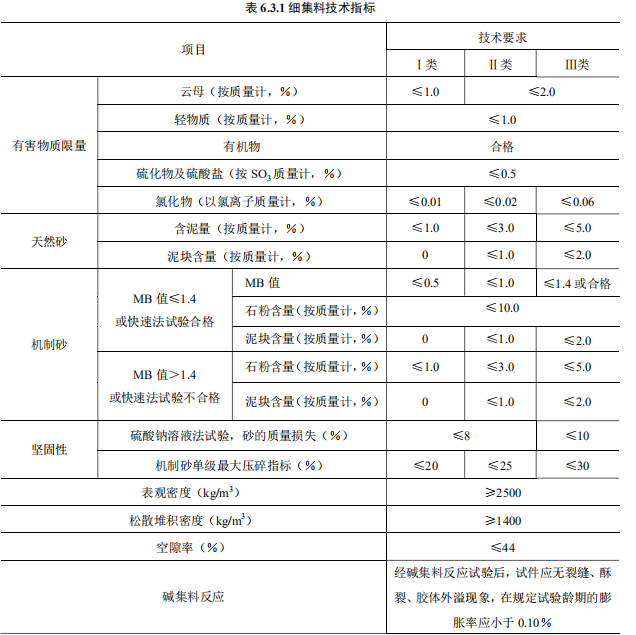 表 6.3.1 细集料技术指标
项目
技术要求
Ⅰ类
Ⅱ类
Ⅲ类
有害物质限量
云母（按质量计，%）
≤1.0
≤2.0
轻物质（按质量计，%）
≤1.0
有机物
合格
硫化物及硫酸盐（按 SO3 质量计，%）
≤0.5
氯化物（以氯离子质量计，%）
≤0.01
≤0.02
≤0.06
天然砂
含泥量（按质量计，%）
≤1.0
≤3.0
≤5.0
泥块含量（按质量计，%）
0
≤1.0
≤2.0
机制砂
MB 值≤1.4
或快速法试验合格
MB 值
≤0.5
≤1.0
≤1.4 或合格
石粉含量（按质量计，%）
≤10.0
泥块含量（按质量计，%）
0
≤1.0
≤2.0
MB 值＞1.4
或快速法试验不合格
石粉含量（按质量计，%）
≤1.0
≤3.0
≤5.0
泥块含量（按质量计，%）
0
≤1.0
≤2.0
坚固性
硫酸钠溶液法试验，砂的质量损失（%）
≤8
≤10
机制砂单级最大压碎指标（%）
≤20
≤25
≤30
表观密度（kg/m3）
≥2500
松散堆积密度（kg/m3）
≥1400
空隙率（%）
≤44
碱集料反应
经碱集料反应试验后，试件应无裂缝、酥
裂、胶体外溢现象，在规定试验龄期的膨
胀率应小于 0.10%